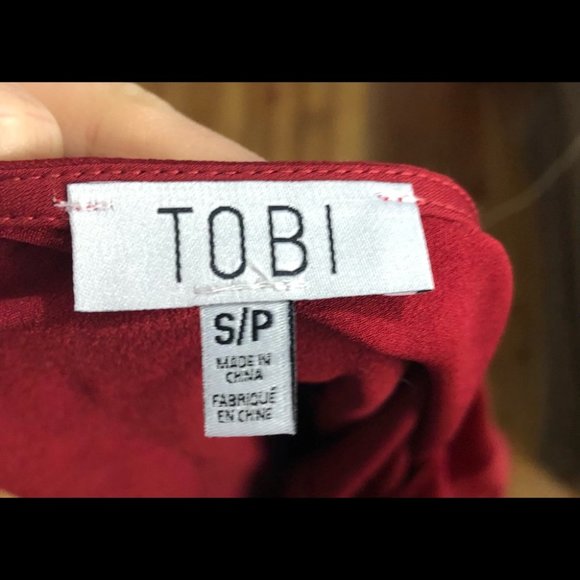 TOBI
S/P
MADE IN
CHINA
FABRIQUÉ
EN CHINE